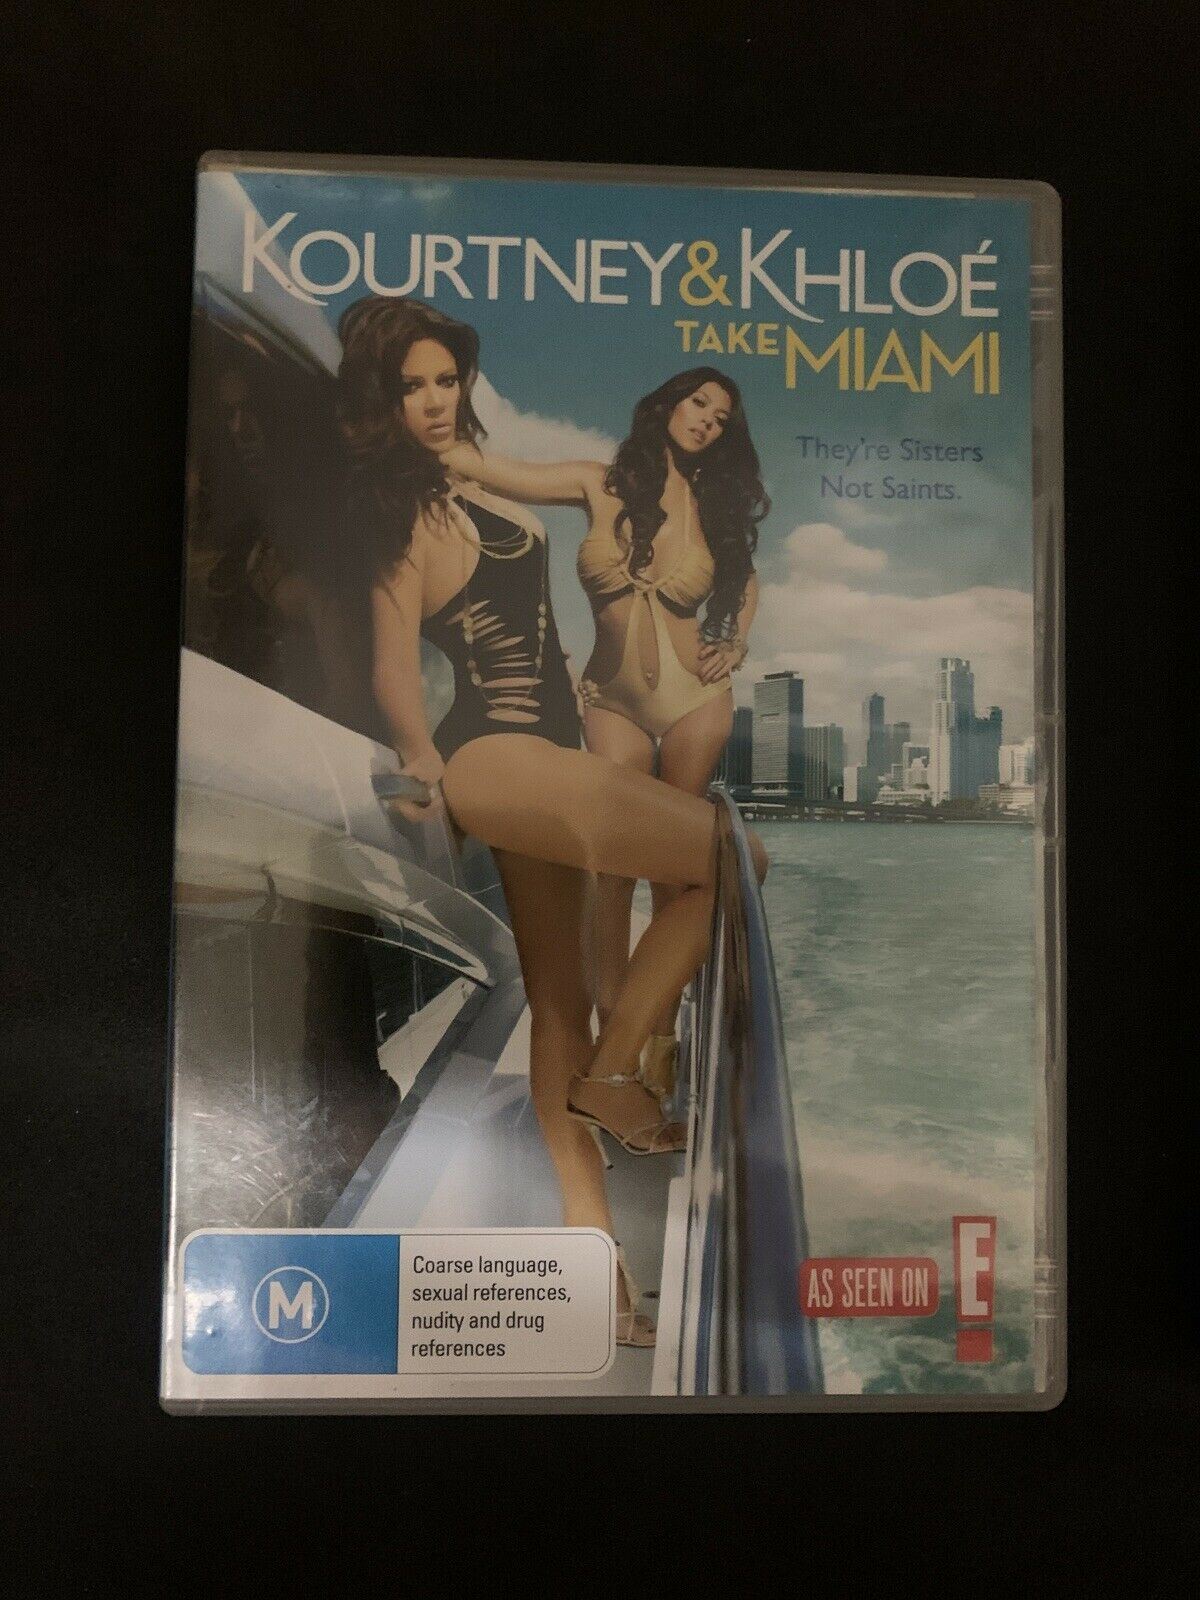 KOURTNEY & KHLOÉ
TAKE MIAMI
They're Sisters
Not Saints.
M
Coarse language,
sexual references,
nudity and drug
references
AS SEEN ON
E!